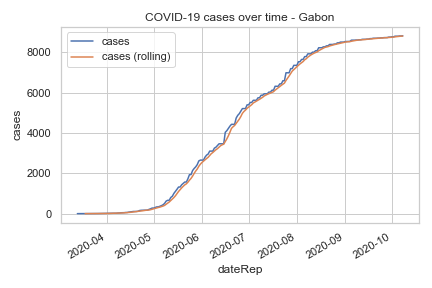 COVID-19 cases over time - Gabon
cases
cases (rolling)
8000
6000
4000
2000
0
cases
2020-04
2020-05
2020-06
2020-07
2020-08
2020-09
2020-10
dateRep